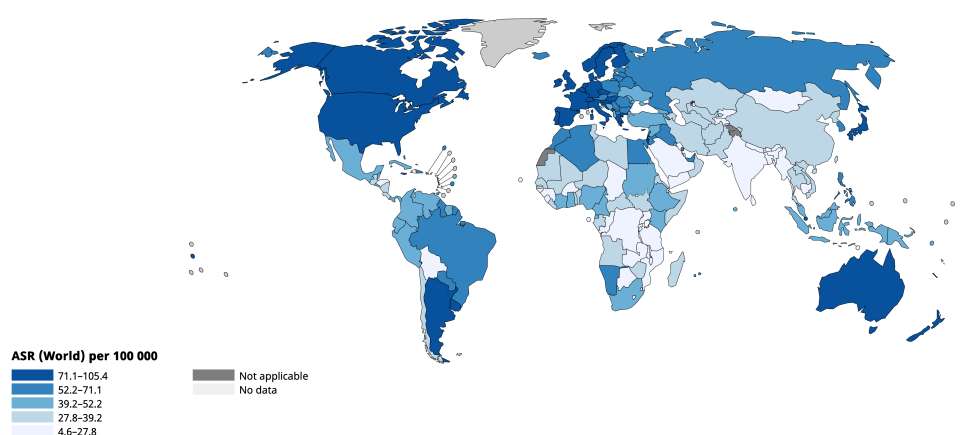 ASR (World) per 100 000
71.1–105.4
52.2–71.1
39.2–52.2
27.8–39.2
4.6–27.8
Not applicable
No data